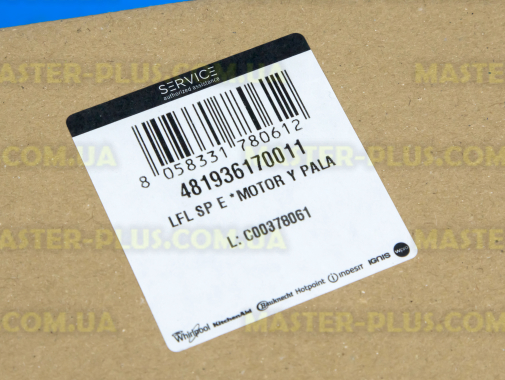 SERVICE
authorized assistance
8 058331 780612
481936170011
LFL SP E * MOTOR Y PALA
L: C00378061
Whirlpool KitchenAid Bauknecht Hotpoint indesit IGNIS
MASTER-PLUS.COM.UA